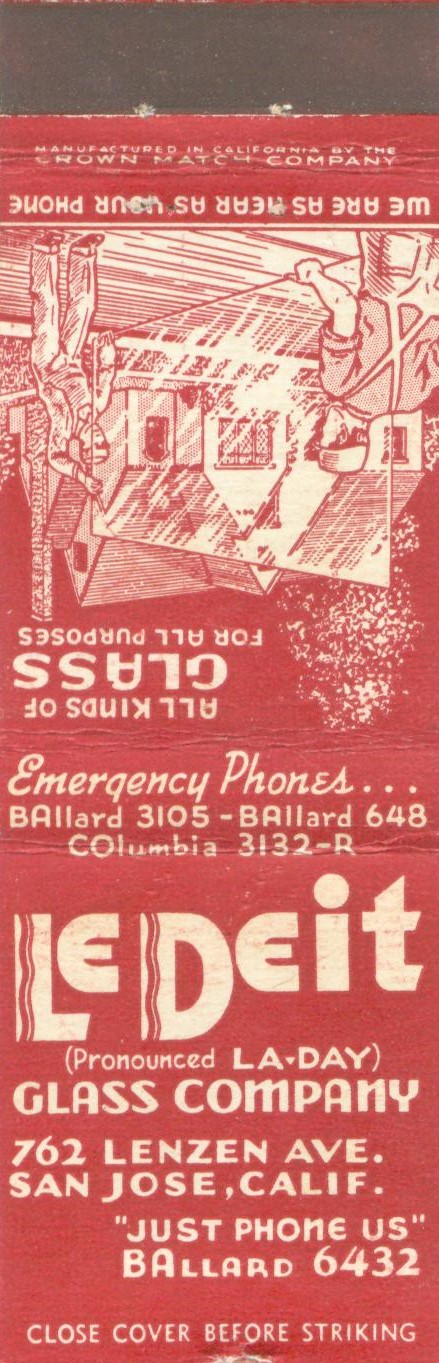 MANUFACTURED IN CALIFORNIA BY THE
CROWN MATCH COMPANY
WE ARE AS NEAR AS YOUR PHONE
ALL KINDS OF
GLASS
FOR ALL PURPOSES
Emergency Phones...
BAllard 3105 - BAllard 648
COlumbia 3132-R
LE DEit
(Pronounced LA-DAY)
GLASS COMPANY
762 LENZEN AVE.
SAN JOSE, CALIF.
"JUST PHONE US"
BALLARD 6432
CLOSE COVER BEFORE STRIKING